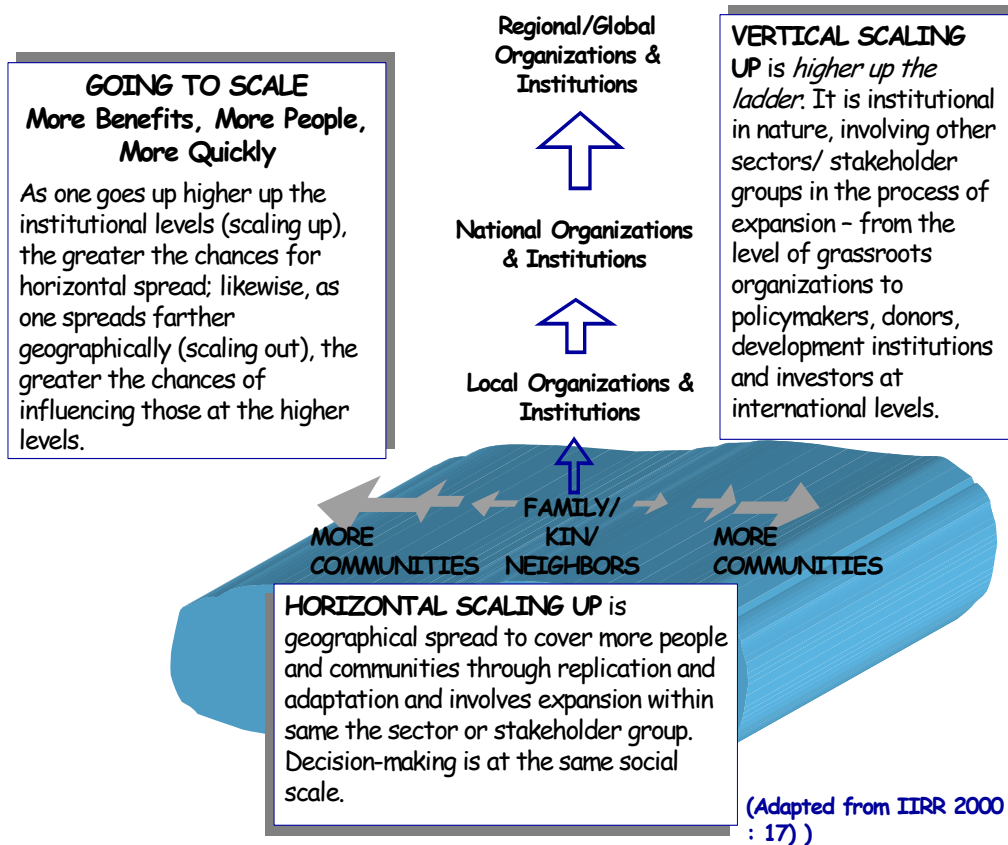 GOING TO SCALE
More Benefits, More People,
More Quickly
As one goes up higher up the
institutional levels (scaling up),
the greater the chances for
horizontal spread; likewise, as
one spreads farther
geographically (scaling out), the
greater the chances of
influencing those at the higher
levels.
Regional/Global
Organizations &
Institutions
National Organizations
& Institutions
Local Organizations &
Institutions
VERTICAL SCALING
UP is higher up the
ladder. It is institutional
in nature, involving other
sectors/ stakeholder
groups in the process of
expansion – from the
level of grassroots
organizations to
policymakers, donors,
development institutions
and investors at
international levels.
MORE
COMMUNITIES
FAMILY/
KIN/
NEIGHBORS
MORE
COMMUNITIES
HORIZONTAL SCALING UP is
geographical spread to cover more people
and communities through replication and
adaptation and involves expansion within
same the sector or stakeholder group.
Decision-making is at the same social
scale.
(Adapted from IIRR 2000
: 17) )